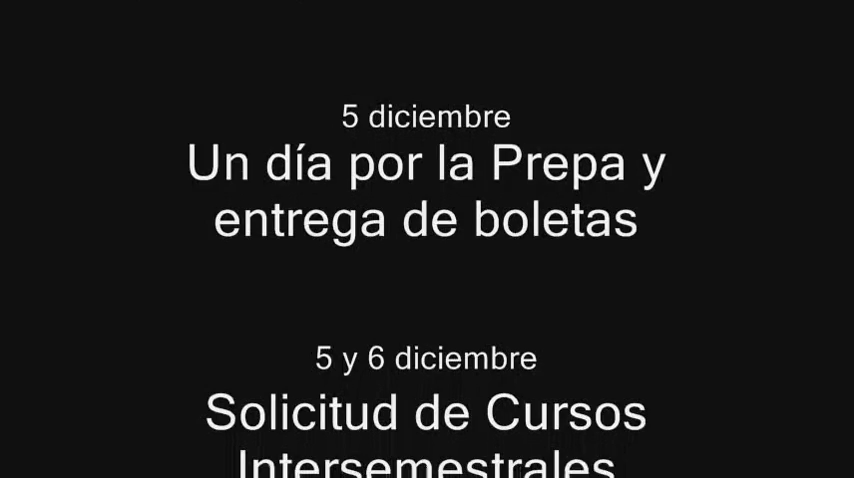 5 diciembre
Un día por la Prepa y
entrega de boletas
5 y 6 diciembre
Solicitud de Cursos
Intersemestrales